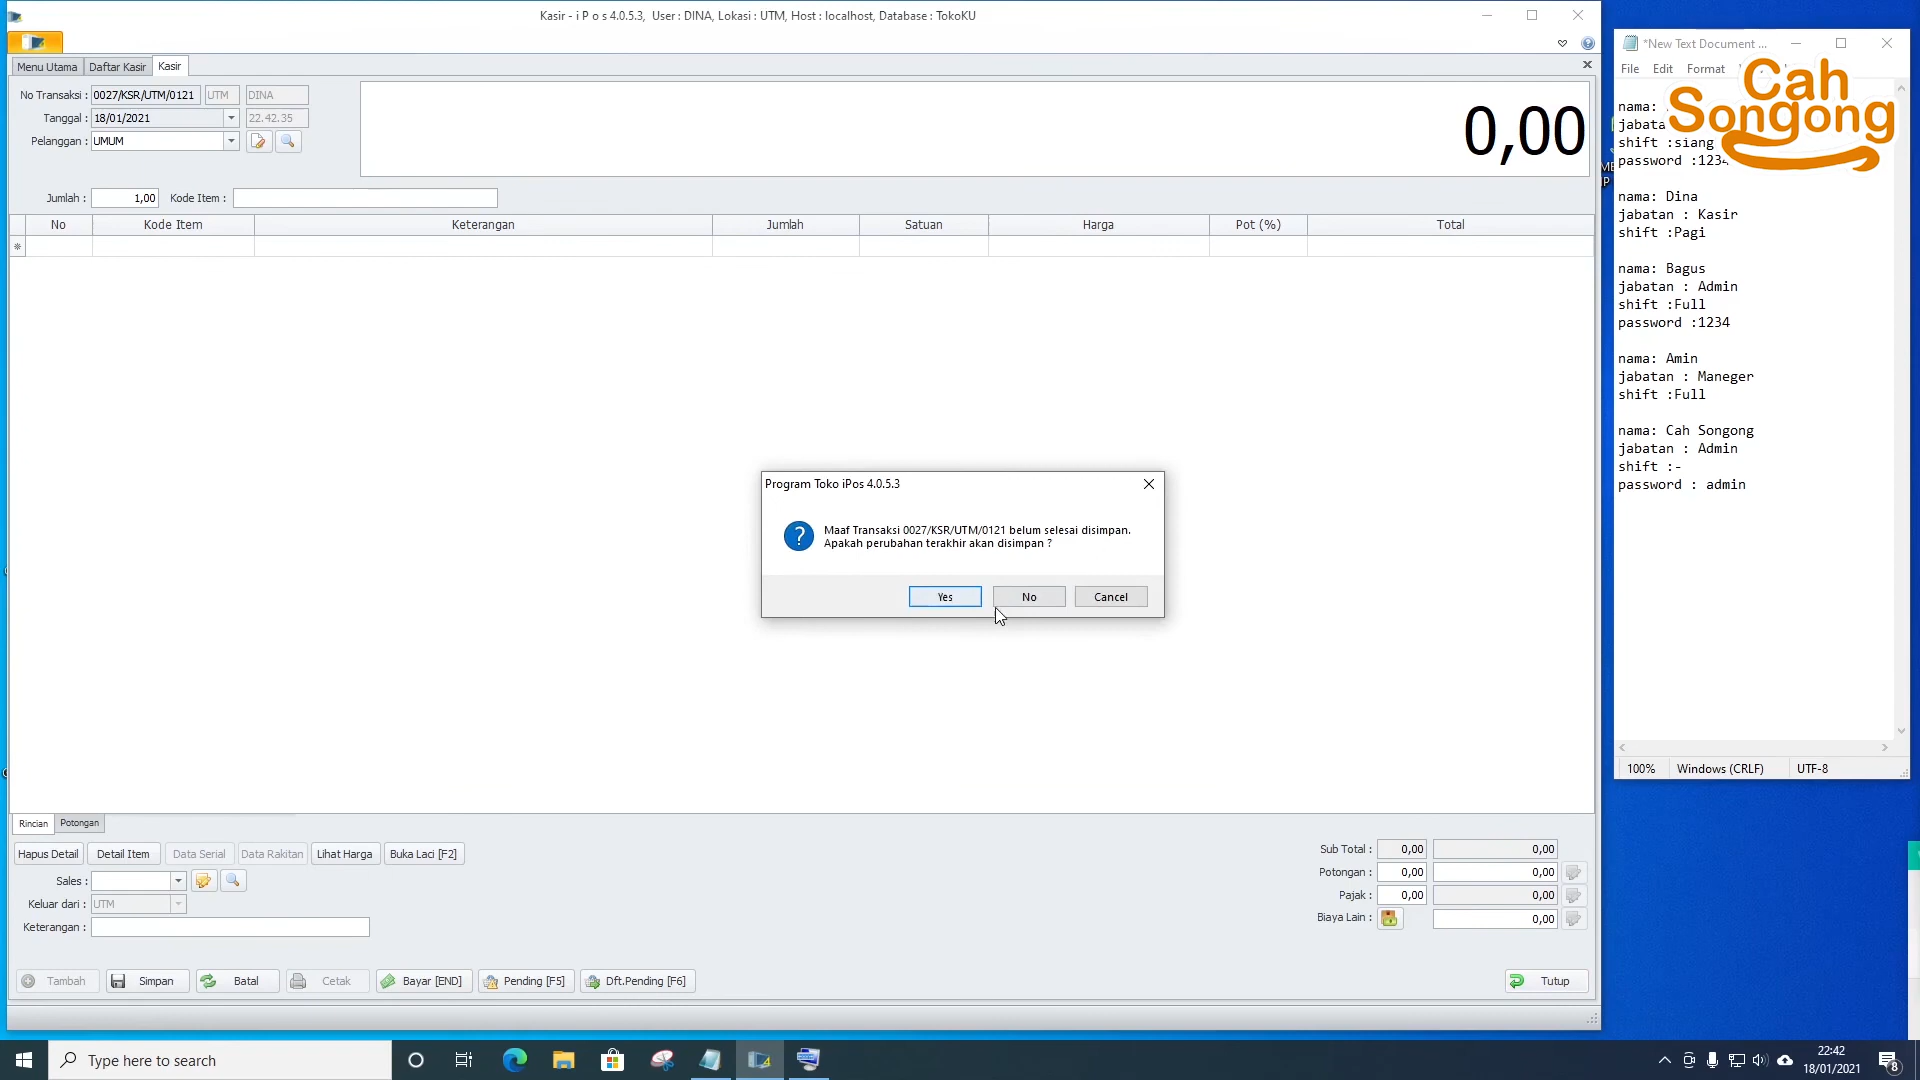 Kasir - i P o s 4.0.5.3,  User : DINA, Lokasi : UTM, Host : localhost, Database : TokoKU
Menu Utama
Daftar Kasir
Kasir
No Transaksi : 0027/KSR/UTM/0121 UTM DINA
Tanggal : 18/01/2021 22.42.35
Pelanggan : UMUM
0,00
Jumlah : 1,00 Kode Item :
No Kode Item Keterangan Jumlah Satuan Harga Pot (%) Total
Program Toko iPos 4.0.5.3
Maaf Transaksi 0027/KSR/UTM/0121 belum selesai disimpan.
Apakah perubahan terakhir akan disimpan ?
Yes No Cancel
Rincian Potongan
Hapus Detail Detail Item Data Serial Data Rakitan Lihat Harga Buka Laci [F2]
Sales :
Keluar dari : UTM
Keterangan :
Sub Total : 0,00 0,00
Potongan : 0,00 0,00
Pajak : 0,00 0,00
Biaya Lain : 0,00
Tambah Simpan Batal Cetak Bayar [END] Pending [F5] Dft.Pending [F6] Tutup
*New Text Document ...
File Edit Format
Cah
Songong
nama:
shift :siang
password :1234
nama: Dina
jabatan : Kasir
shift :Pagi
nama: Bagus
jabatan : Admin
shift :Full
password :1234
nama: Amin
jabatan : Maneger
shift :Full
nama: Cah Songong
jabatan : Admin
shift :-
password : admin
100% Windows (CRLF) UTF-8
Type here to search
22:42
18/01/2021
8